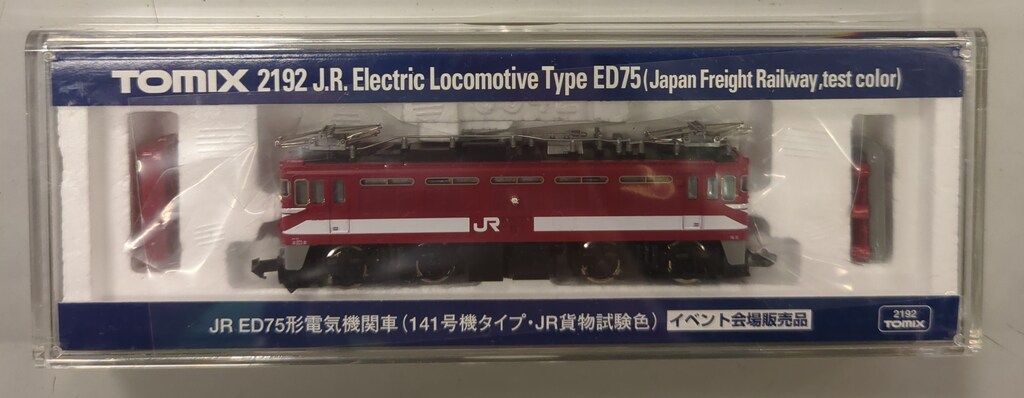 TOMIX 2192 J.R. Electric Locomotive Type ED75(Japan Freight Railway,test color)
JR
JR ED75形電気機関車(141号機タイプ・JR貨物試験色) イベント会場販売品
2192
TOMIX